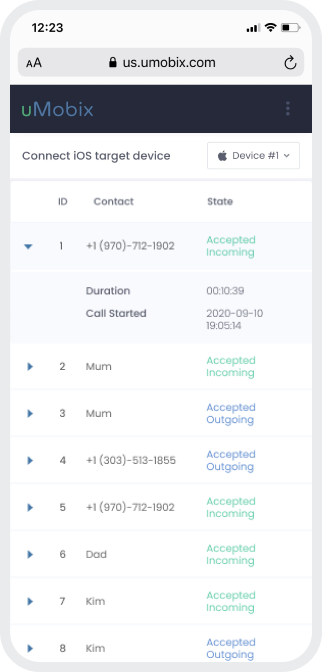 12:23
AA us.umobix.com
uMobix
Connect iOS target device Device #1
ID Contact State
1 +1 (970)-712-1902 Accepted
Incoming
Duration 00:10:39
Call Started 2020-09-10
19:05:14
2 Mum Accepted
Incoming
3 Mum Accepted
Outgoing
4 +1 (303)-513-1855 Accepted
Outgoing
5 +1 (970)-712-1902 Accepted
Incoming
6 Dad Accepted
Incoming
7 Kim Accepted
Incoming
8 Kim Accepted
Outgoing